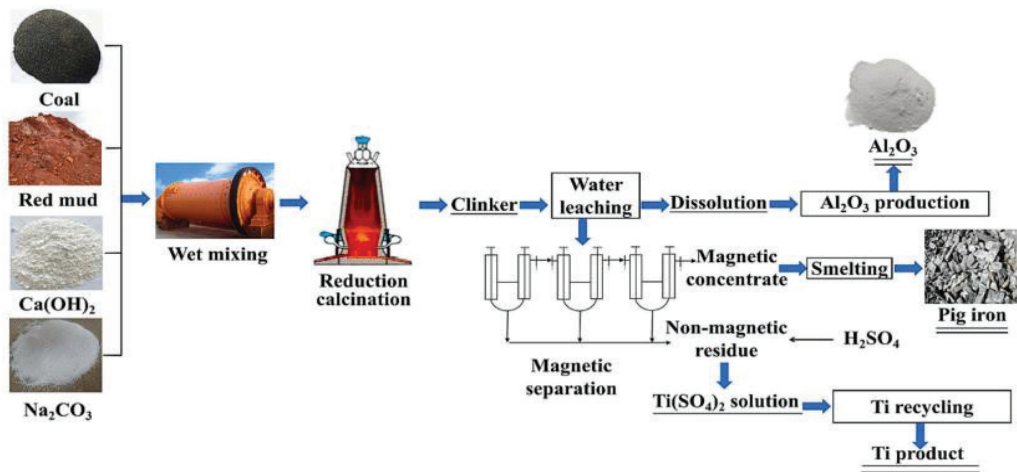 Coal
Red mud
Ca(OH)₂
Na₂CO₃
Wet mixing
Reduction
calcination
Clinker
Water
leaching
Dissolution
Al₂O₃ production
Al₂O₃
Magnetic
concentrate
Smelting
Pig iron
Magnetic
separation
Non-magnetic
residue
H₂SO₄
Ti(SO₄)₂ solution
Ti recycling
Ti product